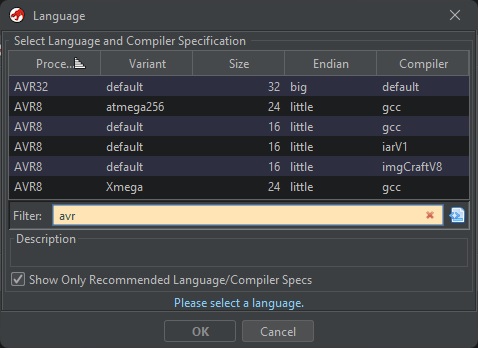 Language
Select Language and Compiler Specification
Proce... Variant Size Endian Compiler
AVR32 default 32 big default
AVR8 atmega256 24 little gcc
AVR8 default 16 little gcc
AVR8 default 16 little iarV1
AVR8 default 16 little imgCraftV8
AVR8 Xmega 24 little gcc
Filter: avr
Description
Show Only Recommended Language/Compiler Specs
Please select a language.
OK Cancel